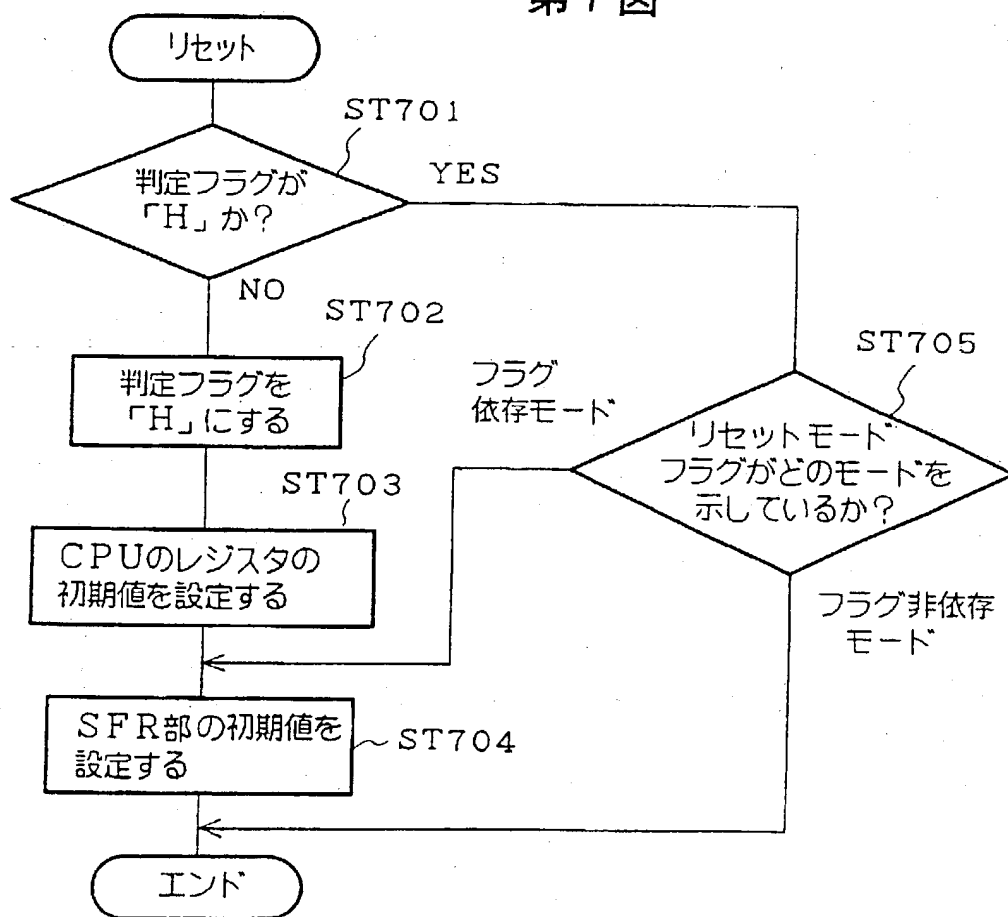 第7図
リセット
ST701
判定フラグが
「H」か?
YES
NO
ST702
判定フラグを
「H」にする
ST703
CPUのレジスタの
初期値を設定する
フラグ
依存モード
ST705
リセットモード
フラグがどのモードを
示しているか?
フラグ非依存
モード
SFR部の初期値を
設定する
ST704
エンド